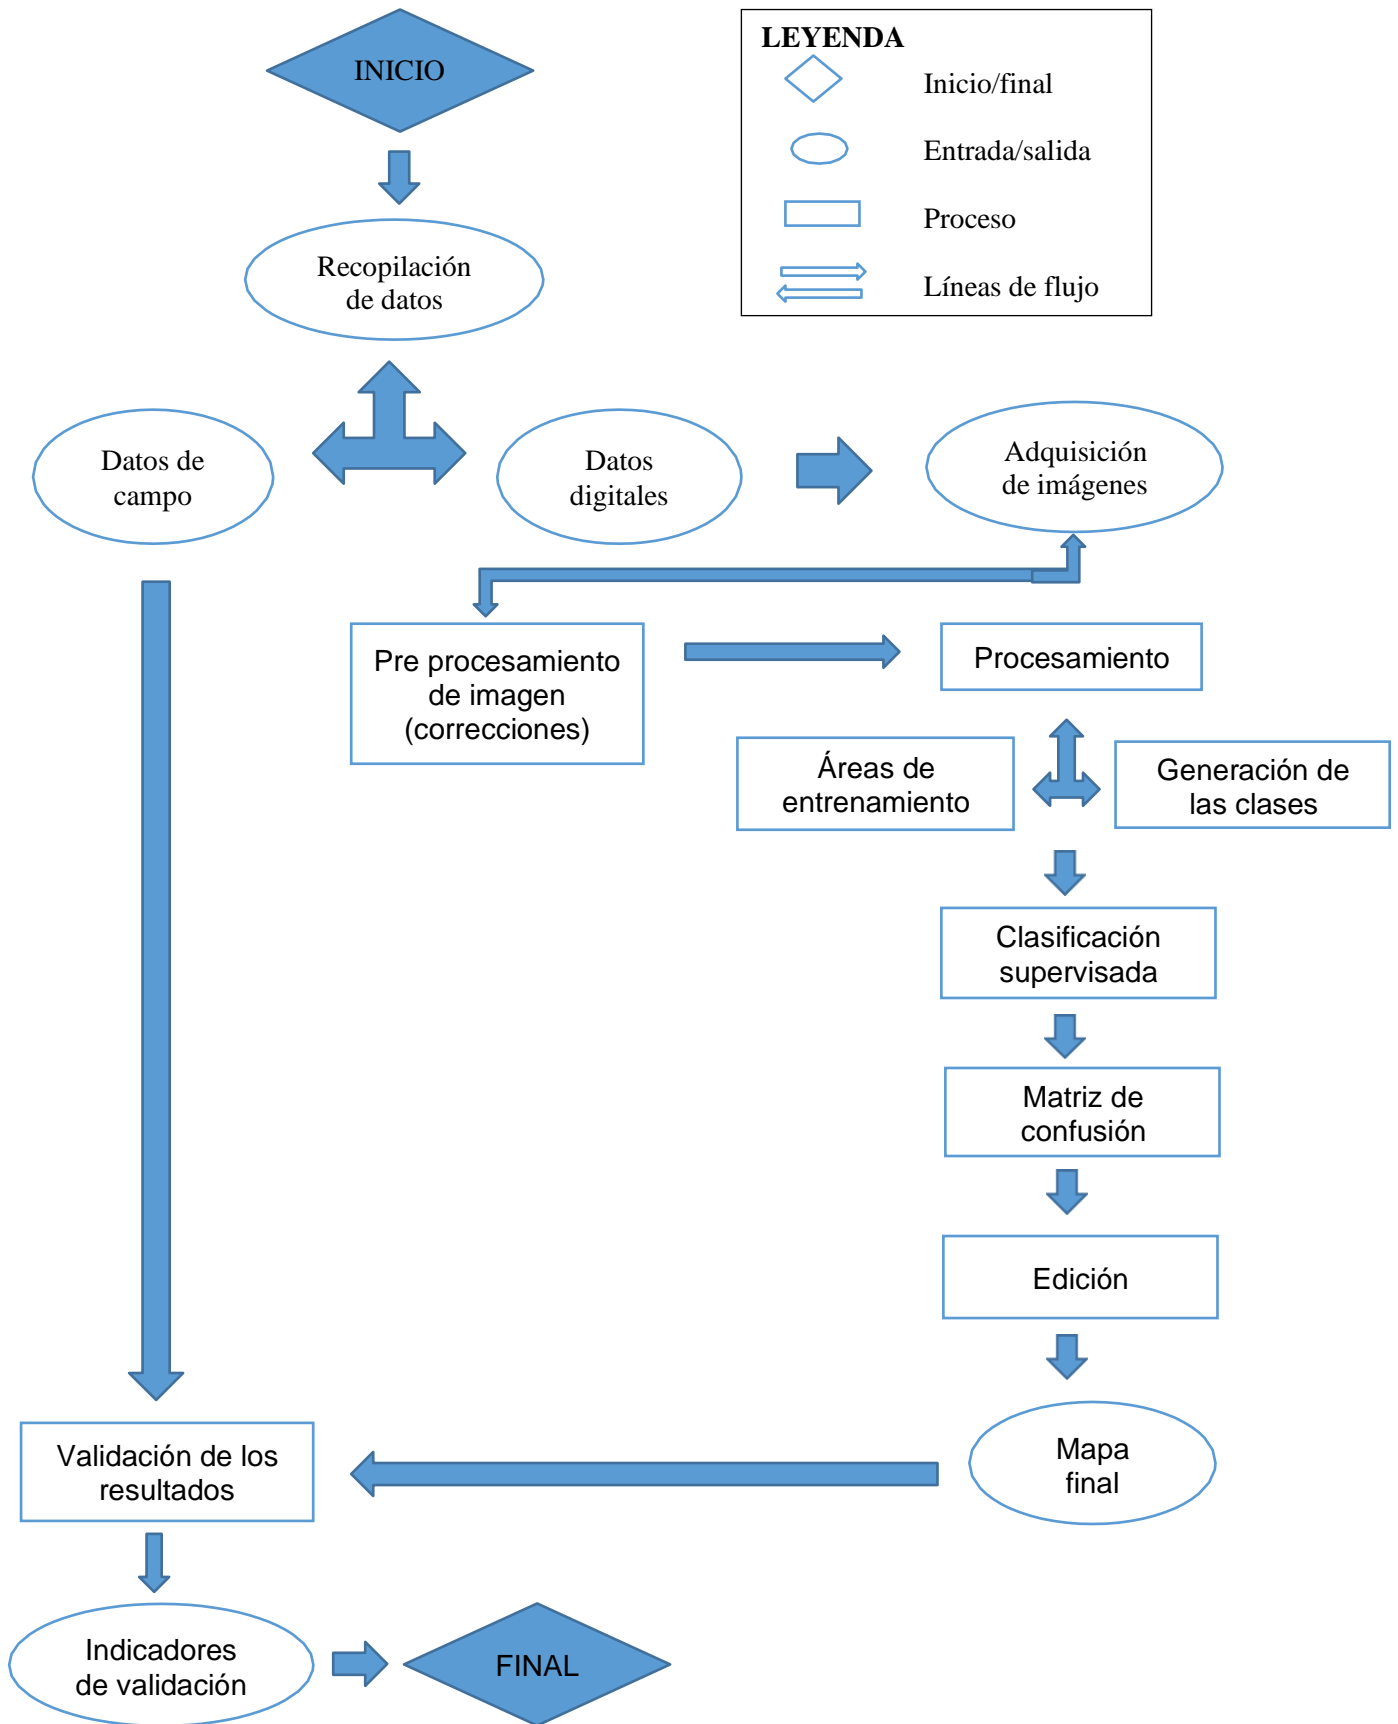 INICIO
LEYENDA
Inicio/final
Entrada/salida
Proceso
Líneas de flujo
Recopilación
de datos
Datos de
campo
Datos
digitales
Adquisición
de imágenes
Pre procesamiento
de imagen
(correcciones)
Procesamiento
Áreas de
entrenamiento
Generación de
las clases
Clasificación
supervisada
Matriz de
confusión
Edición
Mapa
final
Validación de los
resultados
Indicadores
de validación
FINAL